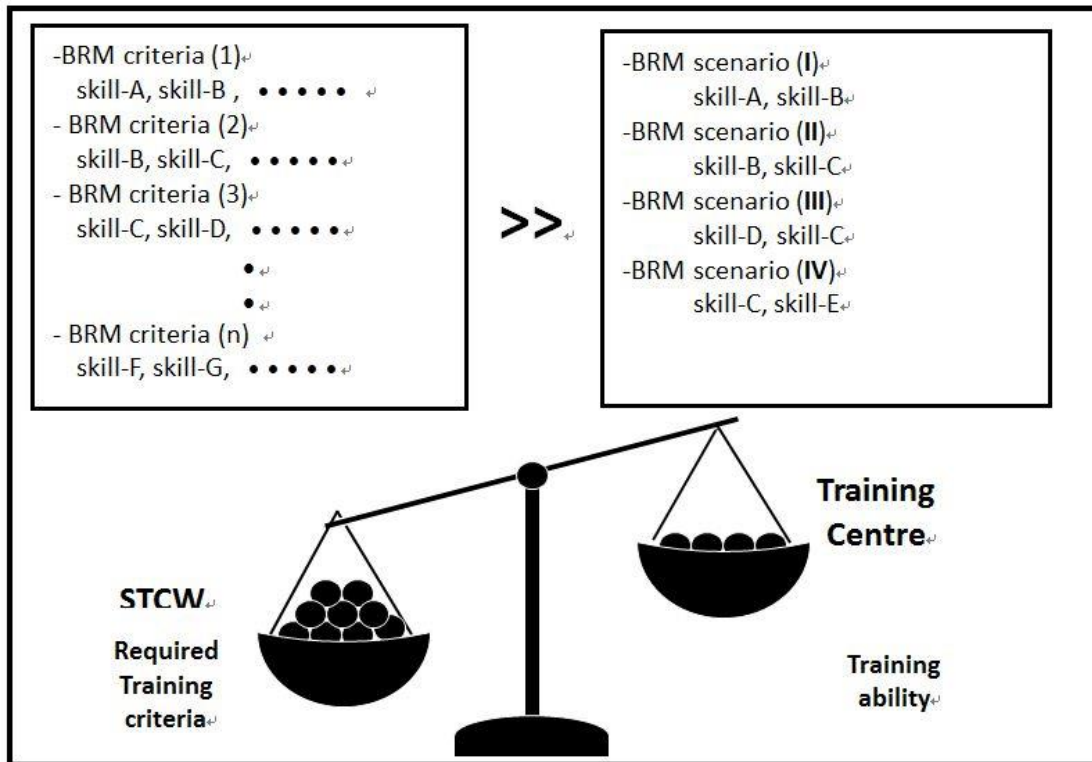 -BRM criteria (1)↵
skill-A, skill-B , • • • • • ↵
- BRM criteria (2)↵
skill-B, skill-C, • • • • •↵
- BRM criteria (3)↵
skill-C, skill-D, • • • • •↵
•↵
•↵
- BRM criteria (n) ↵
skill-F, skill-G, • • • • •↵
>>↵
-BRM scenario (I)↵
skill-A, skill-B↵
-BRM scenario (II)↵
skill-B, skill-C↵
-BRM scenario (III)↵
skill-D, skill-C↵
-BRM scenario (IV)↵
skill-C, skill-E↵
STCW↵
Required
Training
criteria↵
Training
Centre↵
Training
ability↵